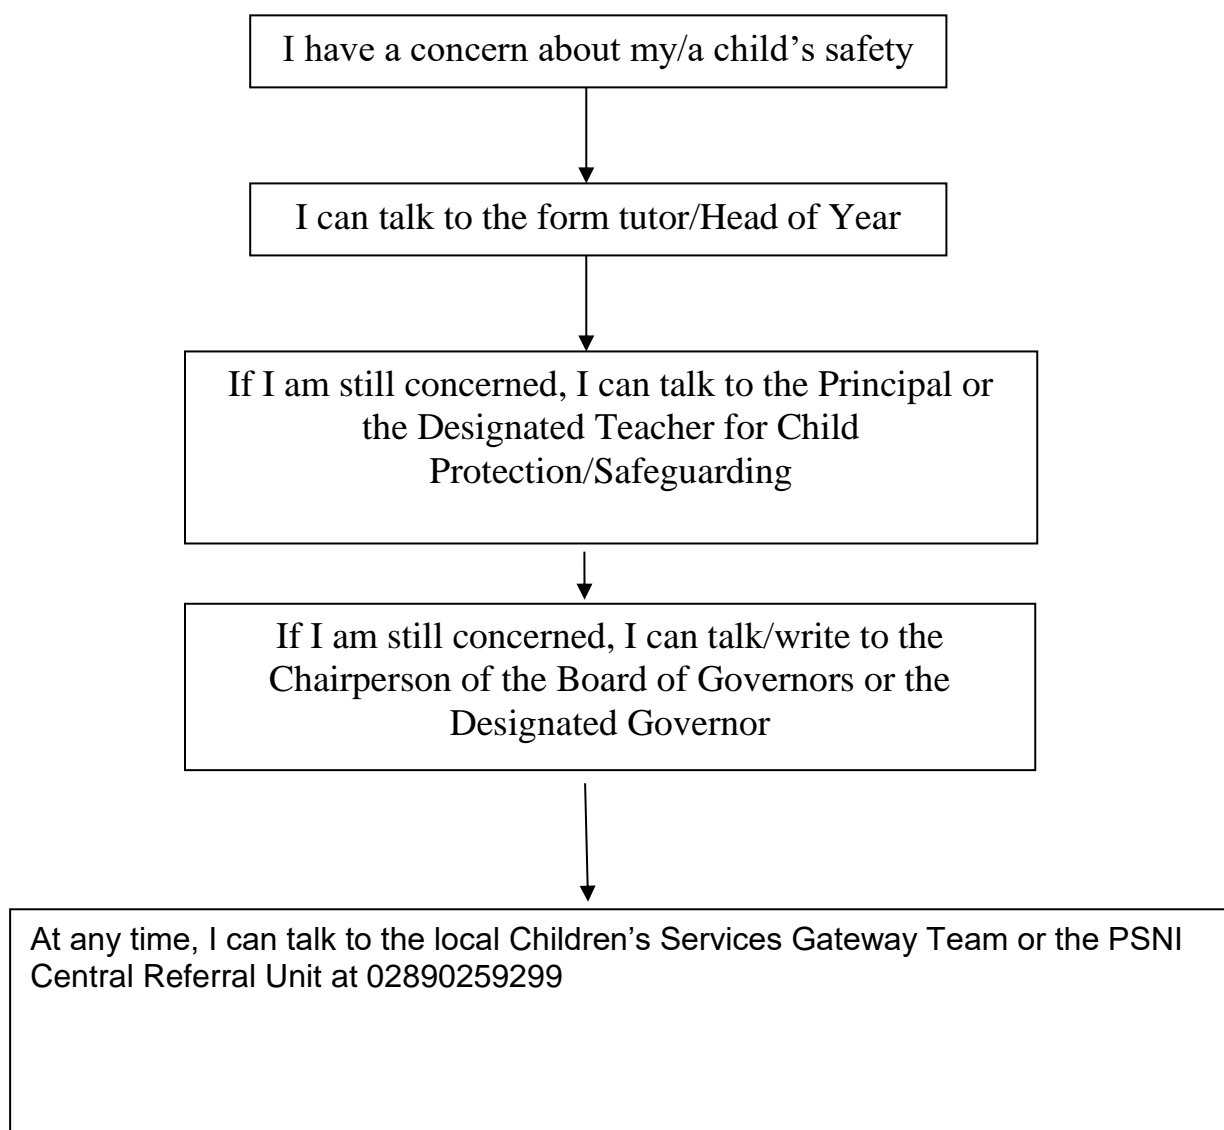 I have a concern about my/a child’s safety
I can talk to the form tutor/Head of Year
If I am still concerned, I can talk to the Principal or
the Designated Teacher for Child
Protection/Safeguarding
If I am still concerned, I can talk/write to the
Chairperson of the Board of Governors or the
Designated Governor
At any time, I can talk to the local Children’s Services Gateway Team or the PSNI
Central Referral Unit at 02890259299